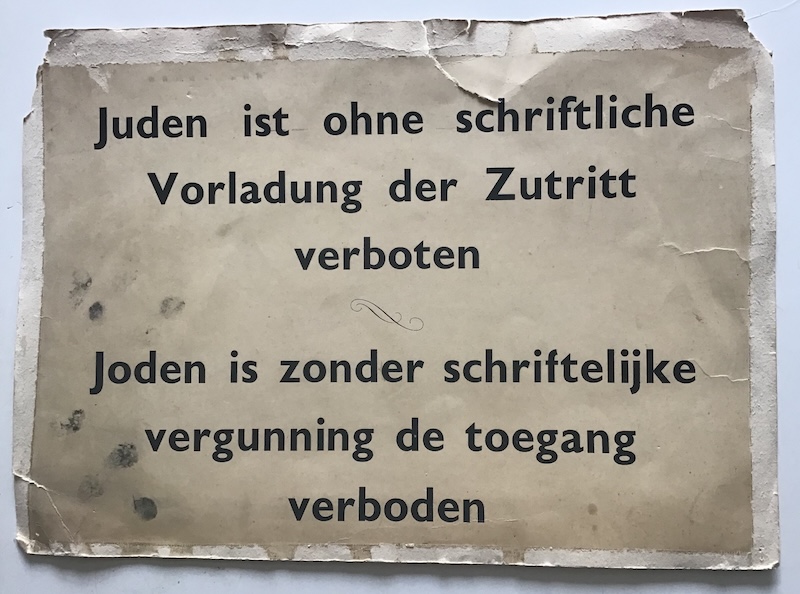 Juden ist ohne schriftliche
Vorladung der Zutritt
verboten
Joden is zonder schriftelijke
vergunning de toegang
verboden